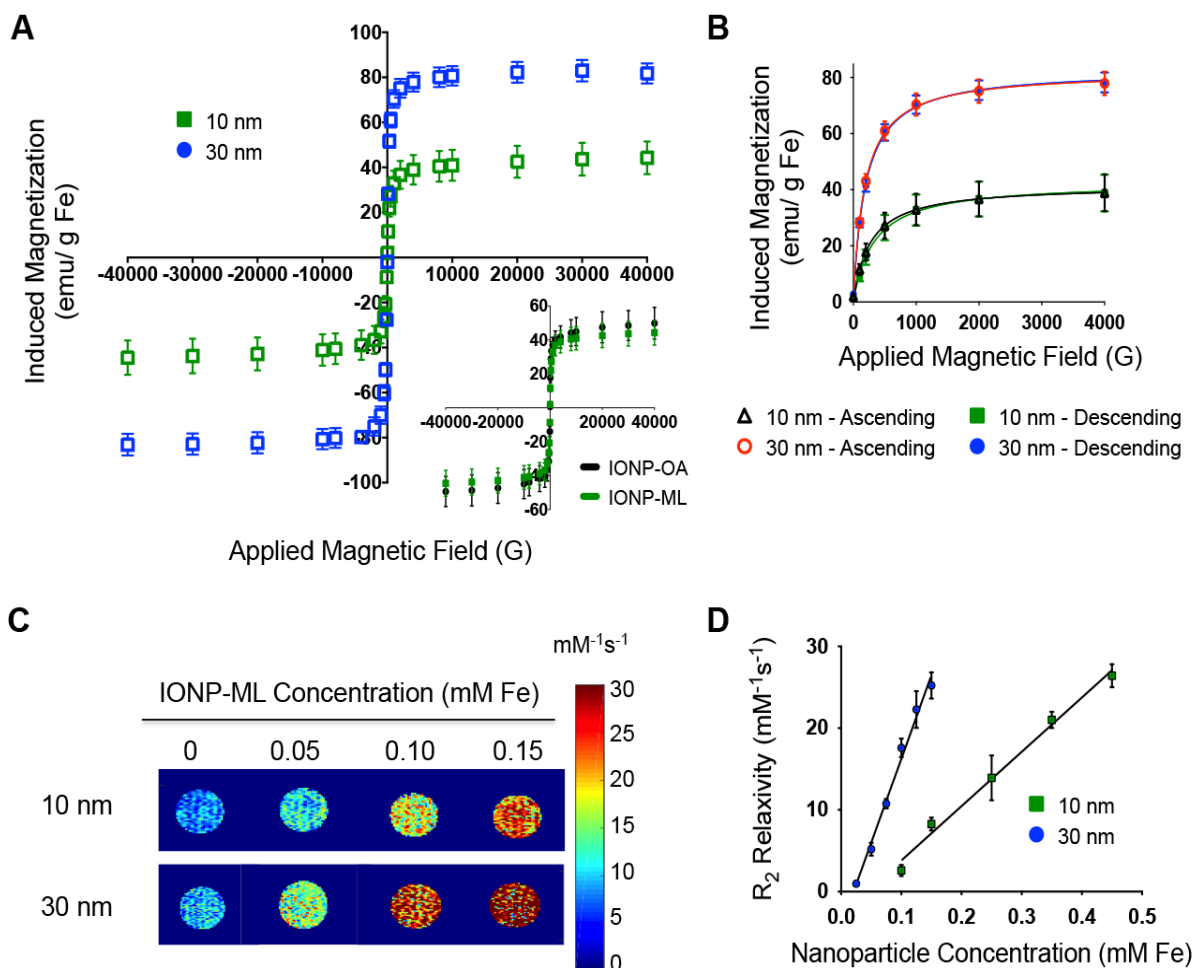 A
Induced Magnetization
(emu/ g Fe)
100
80
60
40
20
-20
-40
-60
-80
-100
-40000 -30000 -20000 -10000 10000 20000 30000 40000
10 nm
30 nm
Applied Magnetic Field (G)
60
40
20
-20
-40
-60
-40000 -20000 20000 40000
IONP-OA
IONP-ML
B
Induced Magnetization
(emu/ g Fe)
80
60
40
20
0
0 1000 2000 3000 4000
Applied Magnetic Field (G)
10 nm - Ascending
10 nm - Descending
30 nm - Ascending
30 nm - Descending
C
IONP-ML Concentration (mM Fe)
0 0.05 0.10 0.15
10 nm
30 nm
mM⁻¹s⁻¹
30
25
20
15
10
5
0
D
R₂ Relaxivity (mM⁻¹s⁻¹)
30
20
10
0
0.0 0.1 0.2 0.3 0.4 0.5
10 nm
30 nm
Nanoparticle Concentration (mM Fe)